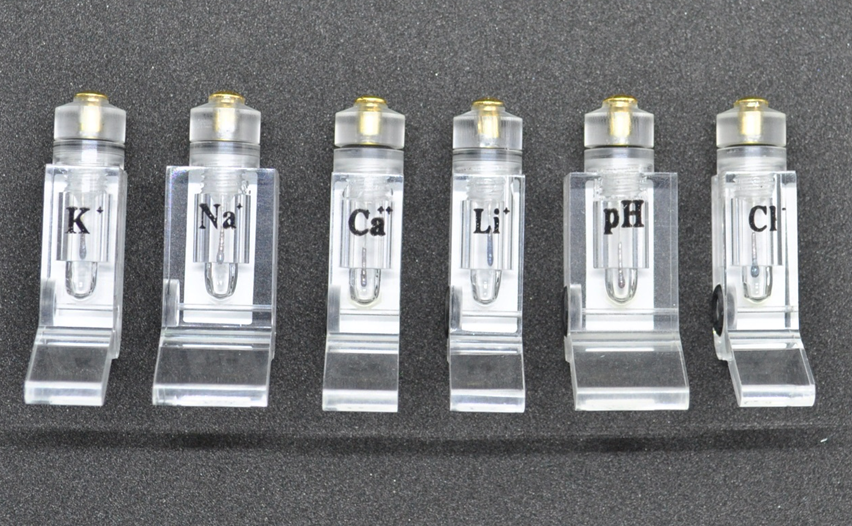 K+
Na+
Ca++
Li+
pH
Cl-